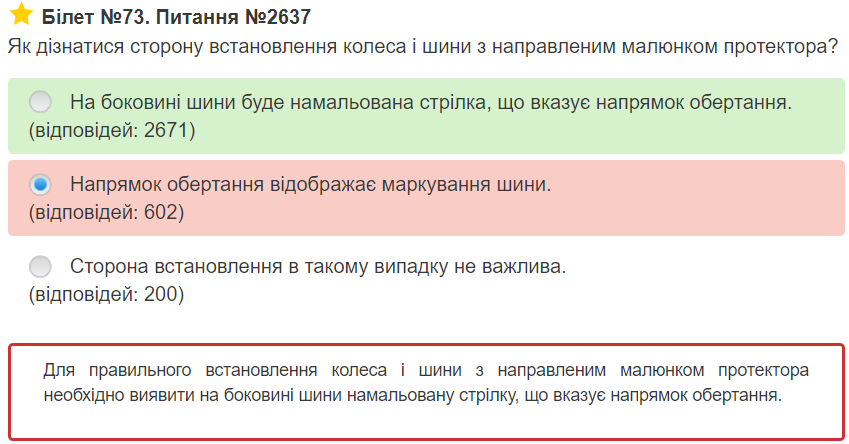 Білет №73. Питання №2637
Як дізнатися сторону встановлення колеса і шини з направленим малюнком протектора?
На боковині шини буде намальована стрілка, що вказує напрямок обертання.
(відповідей: 2671)
Напрямок обертання відображає маркування шини.
(відповідей: 602)
Сторона встановлення в такому випадку не важлива.
(відповідей: 200)
Для правильного встановлення колеса і шини з направленим малюнком протектора
необхідно виявити на боковині шини намальовану стрілку, що вказує напрямок обертання.